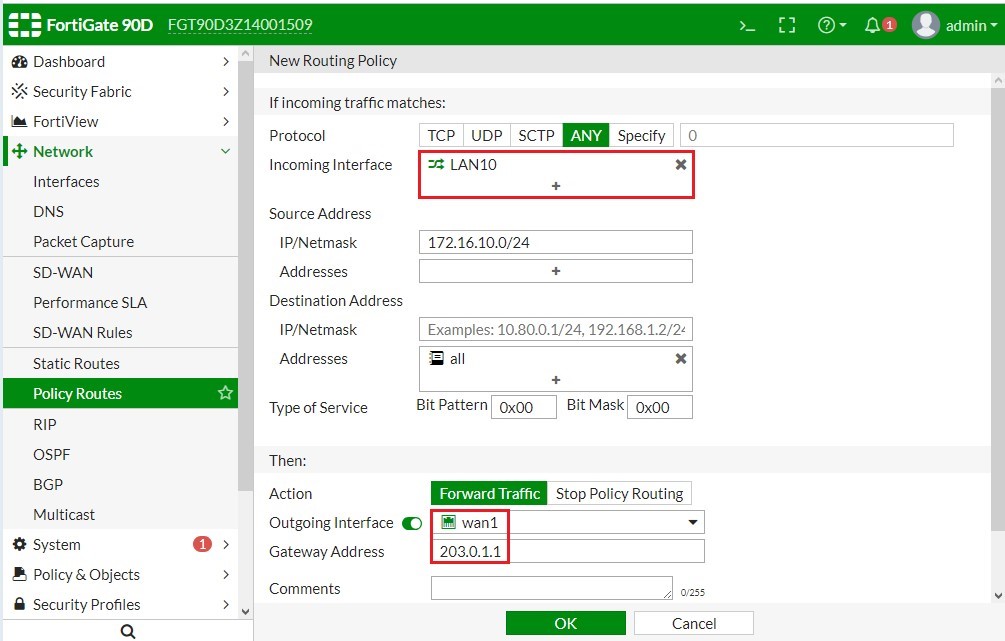 FortiGate 90D FGT90D3Z14001509 >_ 1 admin
Dashboard
Security Fabric
FortiView
Network
Interfaces
DNS
Packet Capture
SD-WAN
Performance SLA
SD-WAN Rules
Static Routes
Policy Routes
RIP
OSPF
BGP
Multicast
System 1
Policy & Objects
Security Profiles
New Routing Policy
If incoming traffic matches:
Protocol TCP UDP SCTP ANY Specify 0
Incoming Interface LAN10
+
Source Address
IP/Netmask 172.16.10.0/24
Addresses +
Destination Address
IP/Netmask Examples: 10.80.0.1/24, 192.168.1.2/24
Addresses all
+
Type of Service Bit Pattern 0x00 Bit Mask 0x00
Then:
Action Forward Traffic Stop Policy Routing
Outgoing Interface wan1
Gateway Address 203.0.1.1
Comments 0/255
OK Cancel